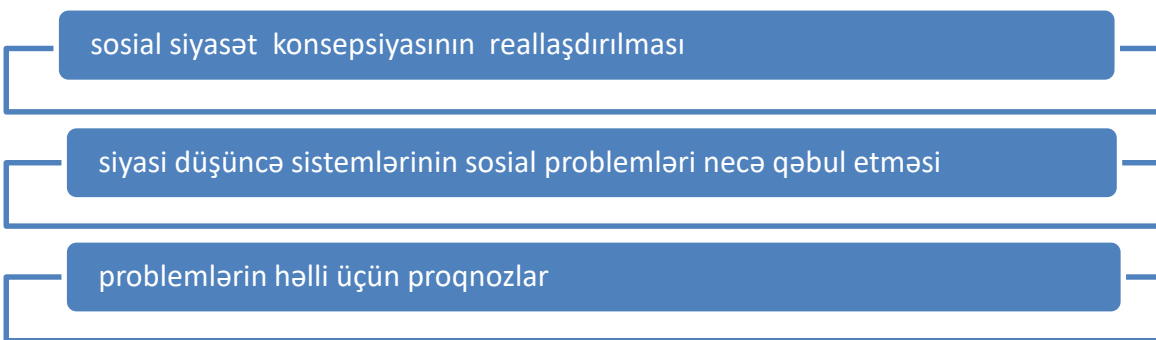 sosial siyasət konsepsiyasının reallaşdırılması
siyasi düşüncə sistemlərinin sosial problemləri necə qəbul etməsi
problemlərin həlli üçün proqnozlar